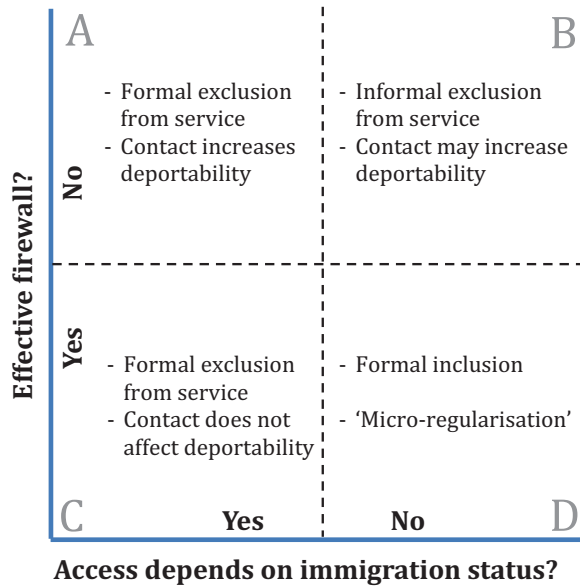 A
B
- Formal exclusion
from service
- Contact increases
deportability
- Informal exclusion
from service
- Contact may increase
deportability
Effective firewall?
No
Yes
- Formal exclusion
from service
- Contact does not
affect deportability
- Formal inclusion
- ‘Micro-regularisation’
C
Yes
No
D
Access depends on immigration status?